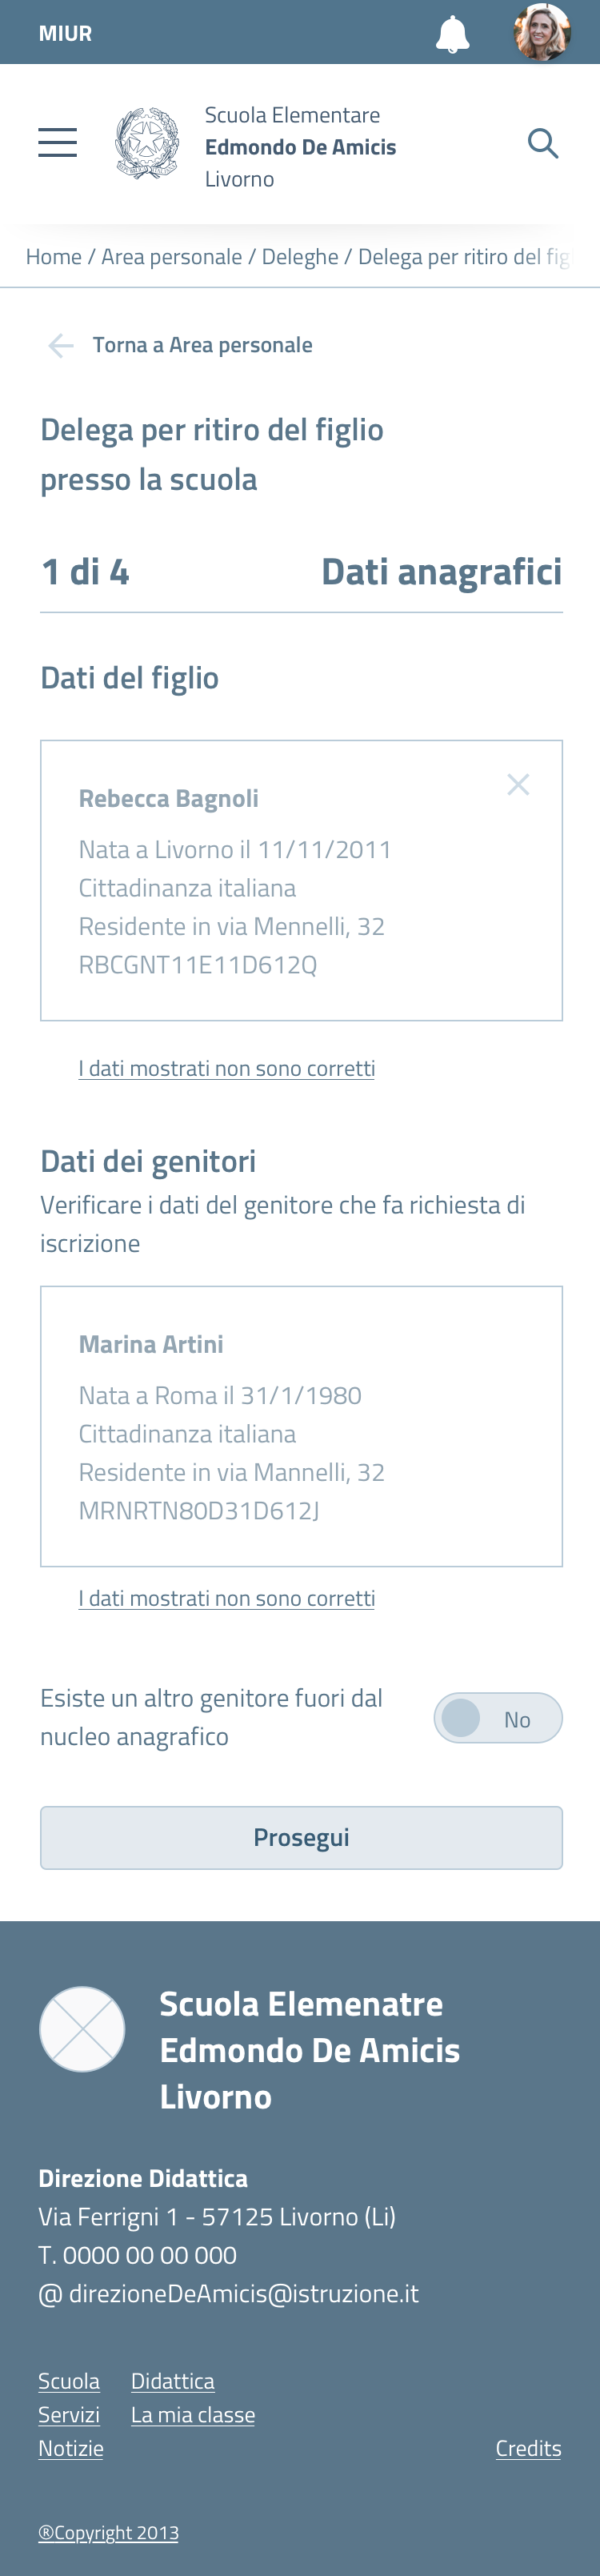 MIUR
Scuola Elementare
Edmondo De Amicis
Livorno
Home / Area personale / Deleghe / Delega per ritiro del fig
Torna a Area personale
Delega per ritiro del figlio
presso la scuola
1 di 4 Dati anagrafici
Dati del figlio
Rebecca Bagnoli
Nata a Livorno il 11/11/2011
Cittadinanza italiana
Residente in via Mennelli, 32
RBCGNT11E11D612Q
I dati mostrati non sono corretti
Dati dei genitori
Verificare i dati del genitore che fa richiesta di
iscrizione
Marina Artini
Nata a Roma il 31/1/1980
Cittadinanza italiana
Residente in via Mannelli, 32
MRNRTN80D31D612J
I dati mostrati non sono corretti
Esiste un altro genitore fuori dal
nucleo anagrafico
No
Prosegui
Scuola Elemenatre
Edmondo De Amicis
Livorno
Direzione Didattica
Via Ferrigni 1 - 57125 Livorno (Li)
T. 0000 00 00 000
@ direzioneDeAmicis@istruzione.it
Scuola Didattica
Servizi La mia classe
Notizie Credits
®Copyright 2013